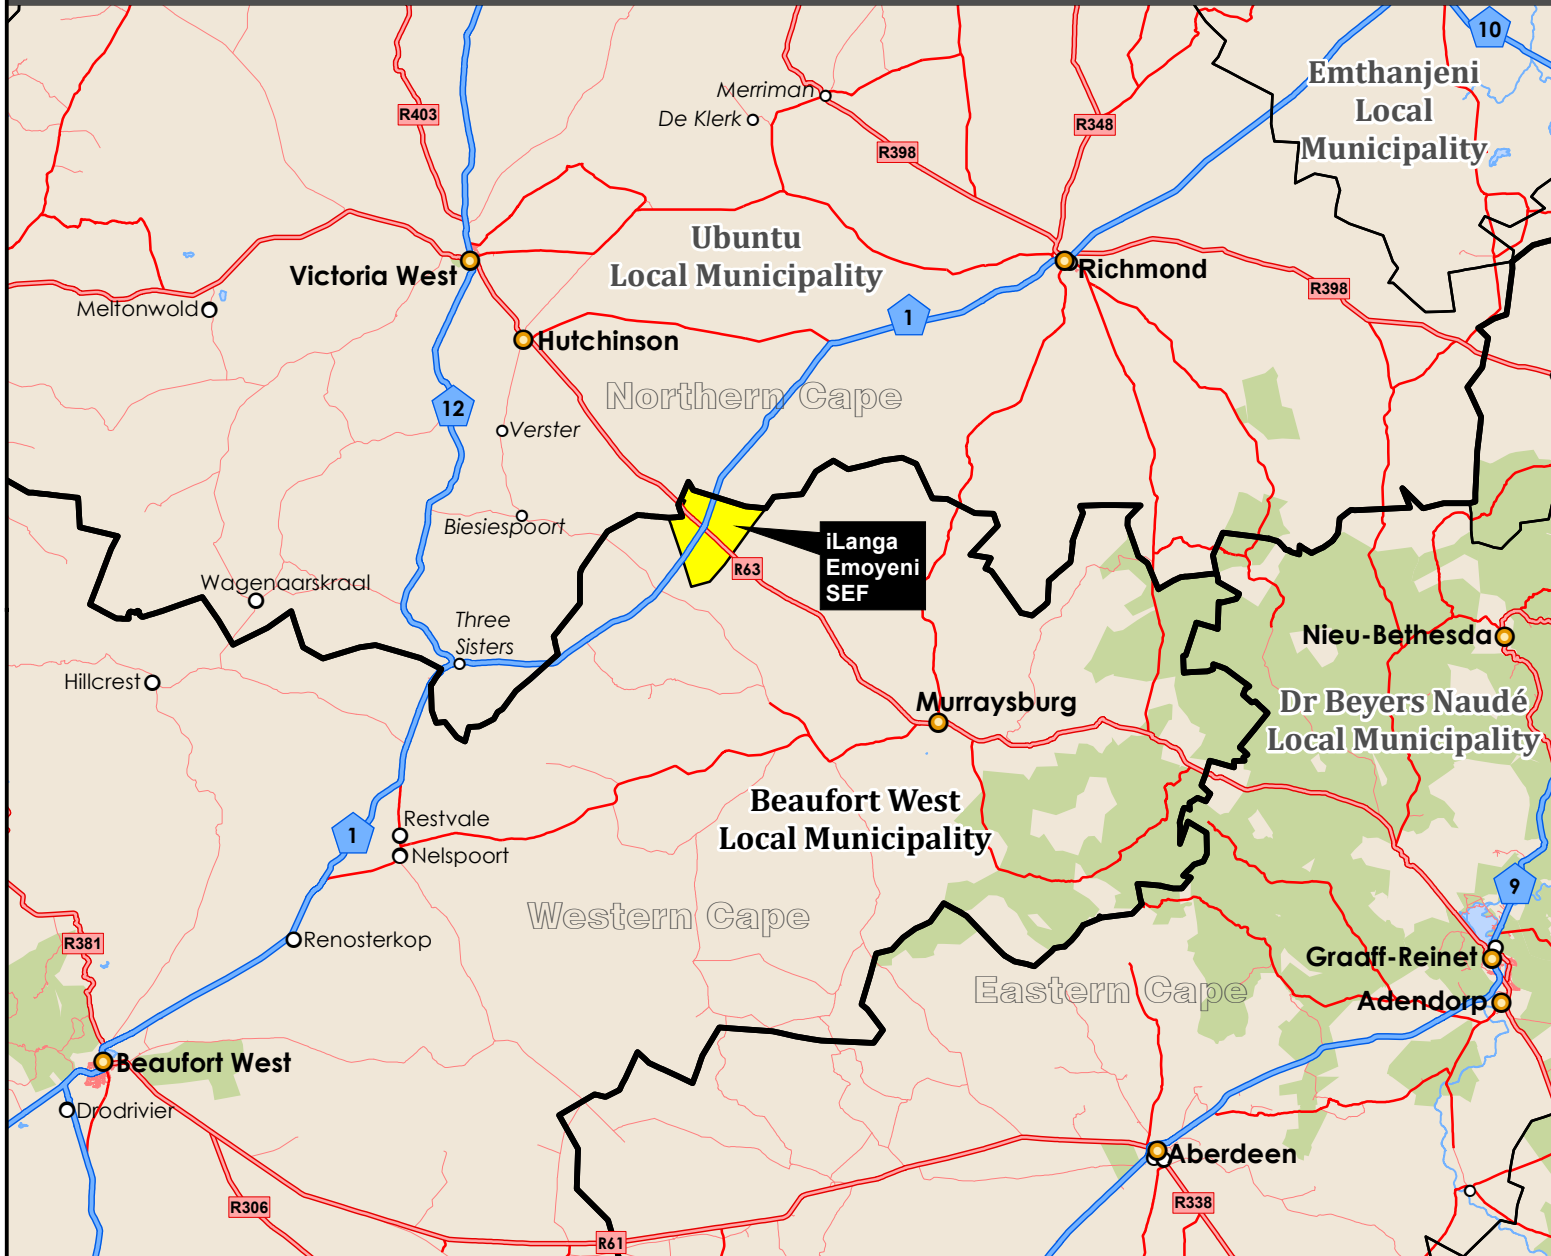 10
Emthanjeni
Local
Municipality
Merriman
De Klerk
R403
R348
R398
Ubuntu
Local Municipality
Victoria West
Richmond
R398
Meltonwold
1
Hutchinson
Northern Cape
12
Verster
Biesiespoort
iLanga
Emoyeni
SEF
R63
Wagenaarskraal
Three
Sisters
Nieu-Bethesda
Hillcrest
Murraysburg
Dr Beyers Naudé
Local Municipality
Beaufort West
Local Municipality
Restvale
1
Nelspoort
9
Western Cape
Renosterkop
R381
Graaff-Reinet
Eastern Cape
Adendorp
Beaufort West
Drodrivier
Aberdeen
R306
R338
R61